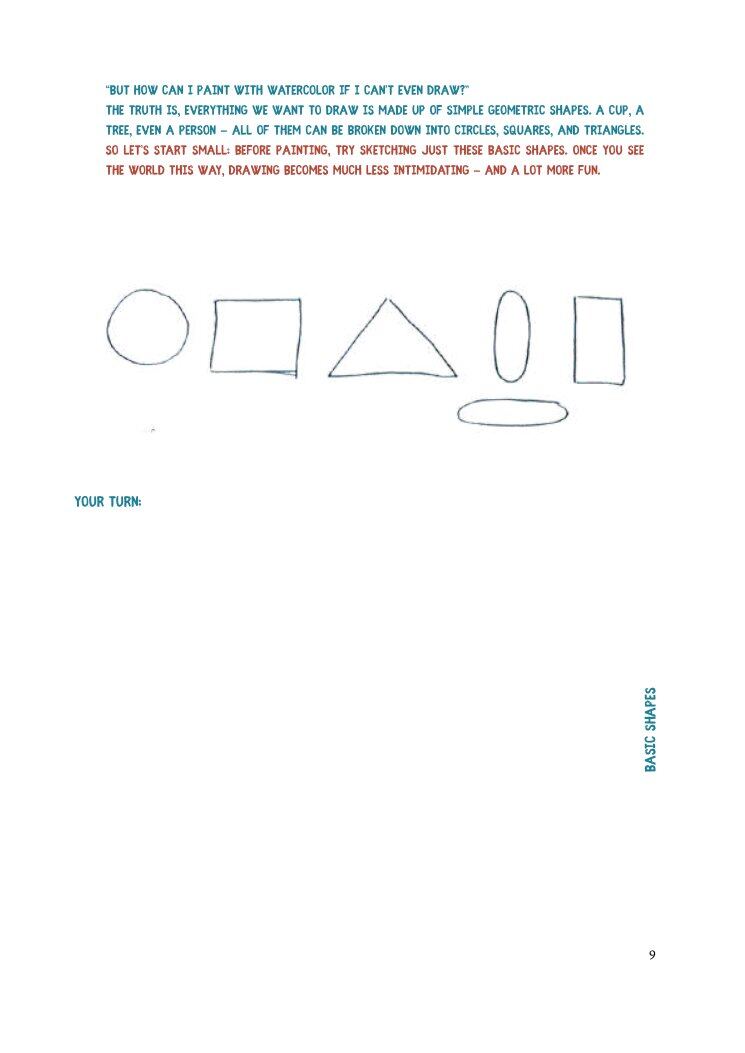 "BUT HOW CAN I PAINT WITH WATERCOLOR IF I CAN'T EVEN DRAW?"
THE TRUTH IS, EVERYTHING WE WANT TO DRAW IS MADE UP OF SIMPLE GEOMETRIC SHAPES. A CUP, A
TREE, EVEN A PERSON – ALL OF THEM CAN BE BROKEN DOWN INTO CIRCLES, SQUARES, AND TRIANGLES.
SO LET'S START SMALL: BEFORE PAINTING, TRY SKETCHING JUST THESE BASIC SHAPES. ONCE YOU SEE
THE WORLD THIS WAY, DRAWING BECOMES MUCH LESS INTIMIDATING – AND A LOT MORE FUN.
YOUR TURN:
BASIC SHAPES
9